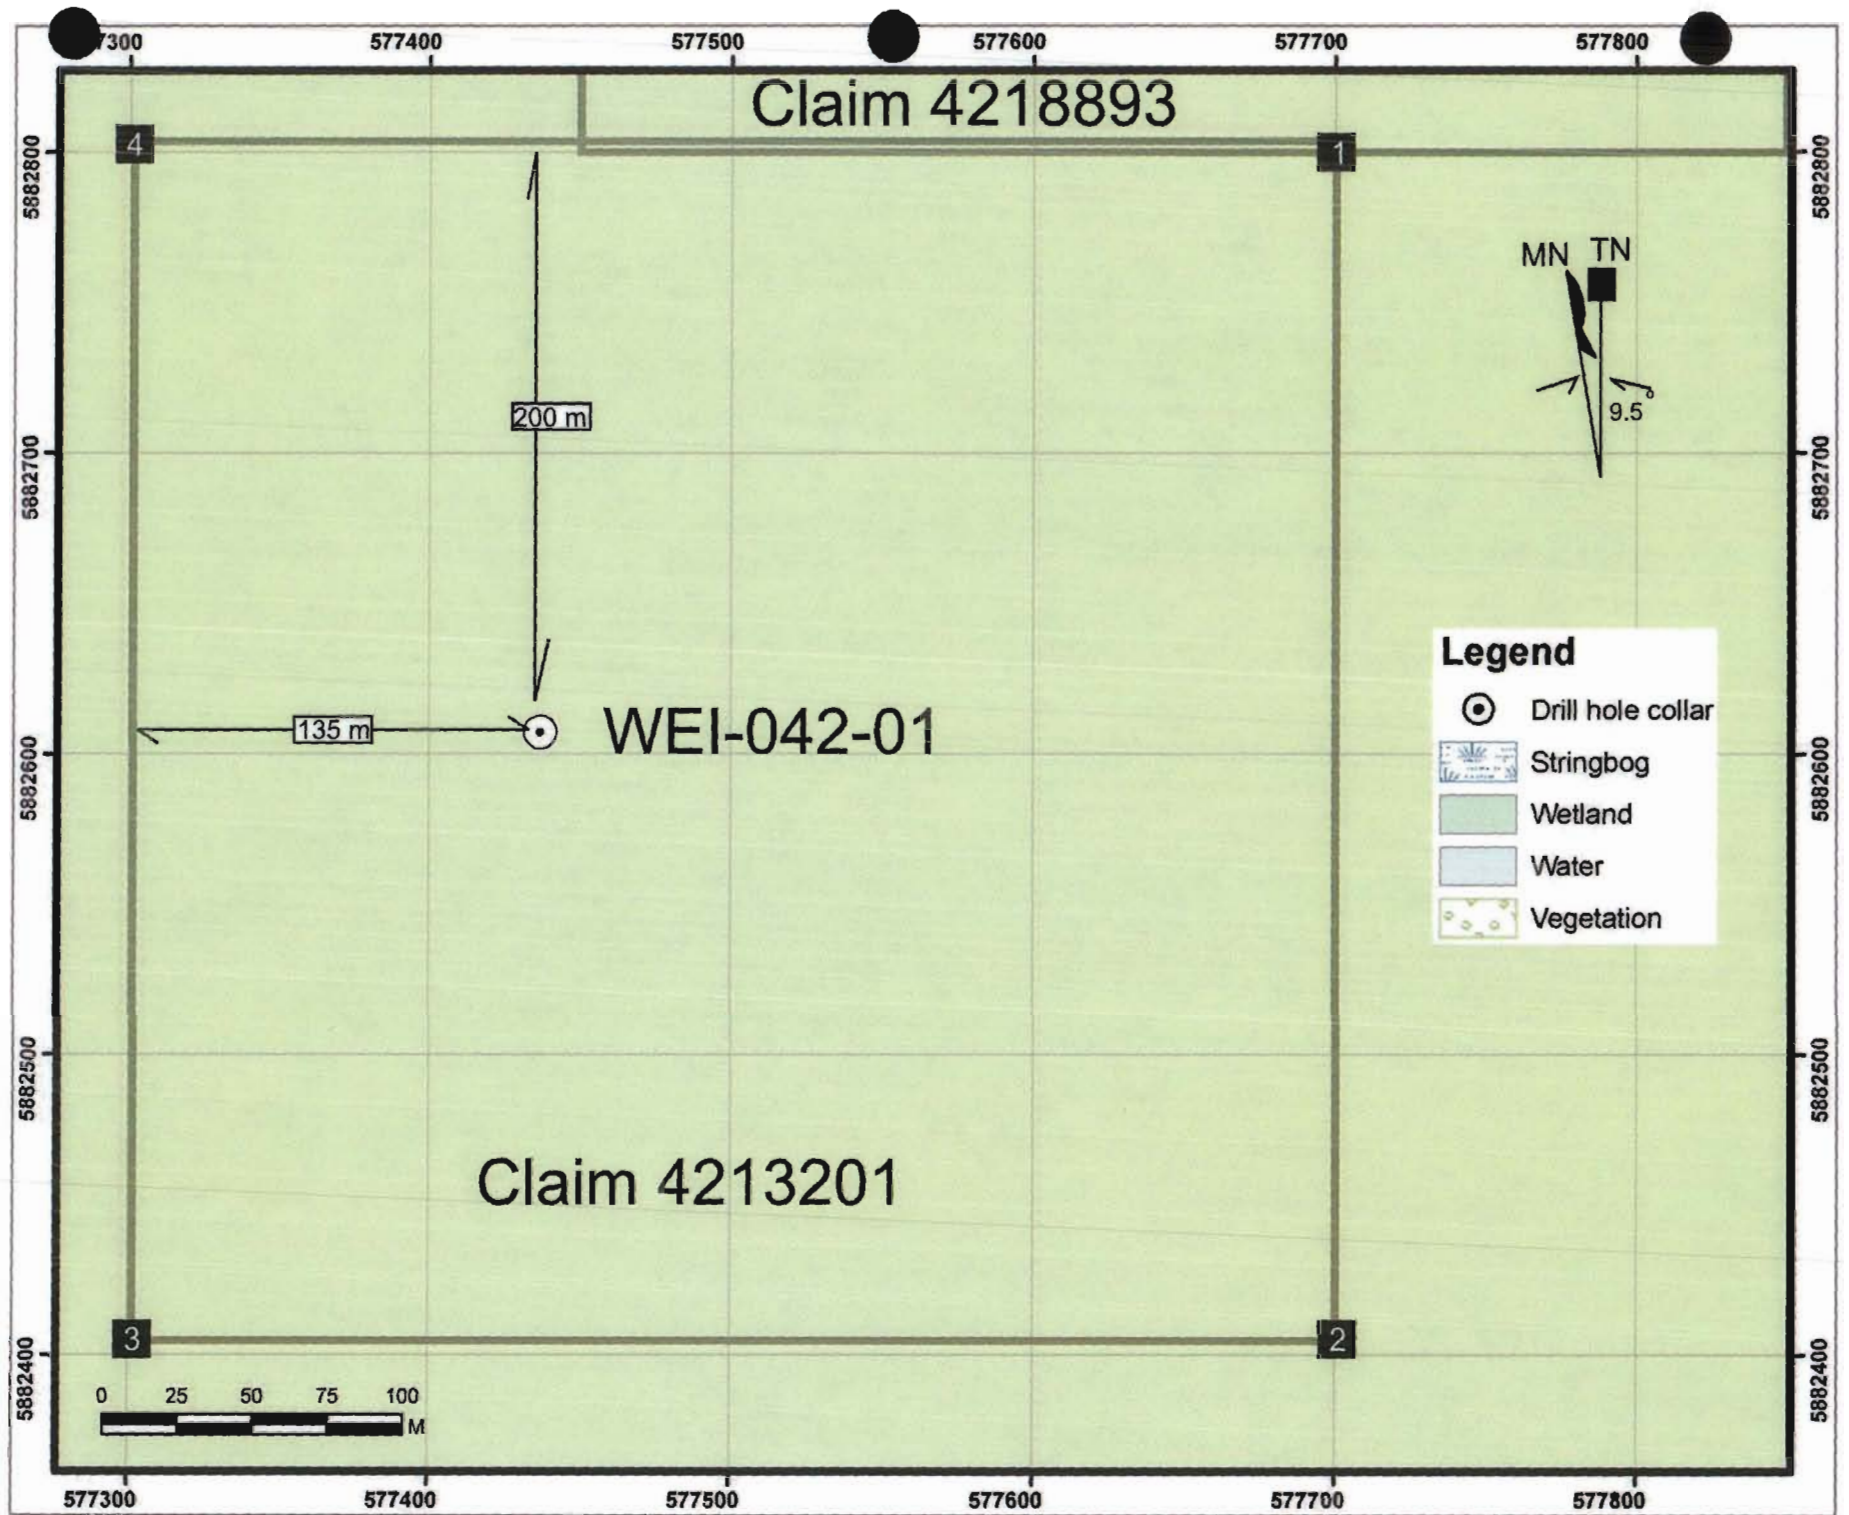 7300 577400 577500 577600 577700 577800
Claim 4218893
4
1
5882800
5882800
MN TN
9.5°
200 m
5882700
5882700
Legend
Drill hole collar
Stringbog
Wetland
Water
Vegetation
135 m
WEI-042-01
5882600
5882600
5882500
5882500
Claim 4213201
3
2
5882400
5882400
0 25 50 75 100
M
577300 577400 577500 577600 577700 577800